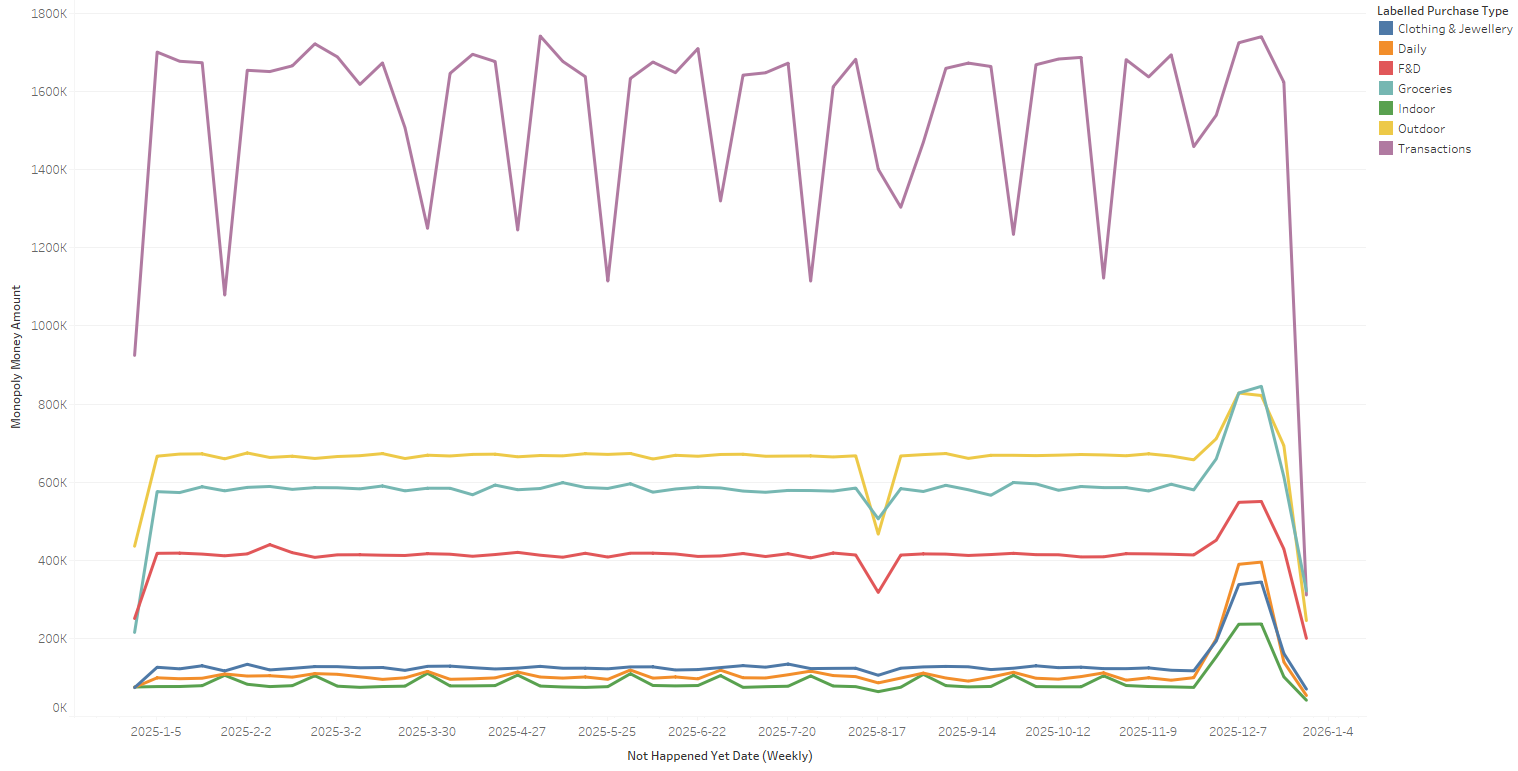 Labelled Purchase Type
Clothing & Jewellery
Daily
F&D
Groceries
Indoor
Outdoor
Transactions
Monopoly Money Amount
1800K
1600K
1400K
1200K
1000K
800K
600K
400K
200K
0K
2025-1-5
2025-2-2
2025-3-2
2025-3-30
2025-4-27
2025-5-25
2025-6-22
2025-7-20
2025-8-17
2025-9-14
2025-10-12
2025-11-9
2025-12-7
2026-1-4
Not Happened Yet Date (Weekly)